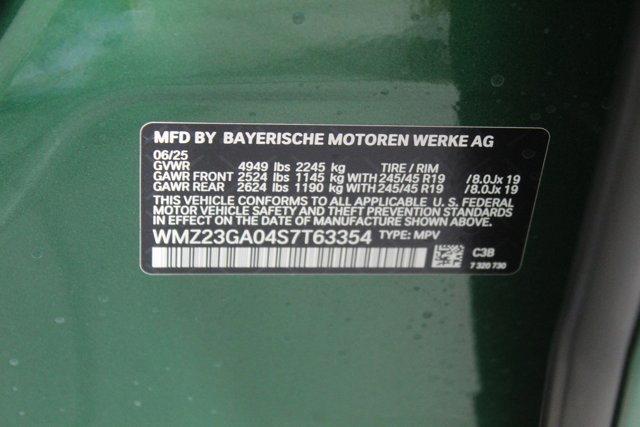 MFD BY BAYERISCHE MOTOREN WERKE AG
06/25
GVWR 4949 lbs 2245 kg TIRE / RIM
GAWR FRONT 2524 lbs 1145 kg WITH 245/45 R19 /8.0Jx 19
GAWR REAR 2624 lbs 1190 kg WITH 245/45 R19 /8.0Jx 19
THIS VEHICLE CONFORMS TO ALL APPLICABLE U. S. FEDERAL
MOTOR VEHICLE SAFETY AND THEFT PREVENTION STANDARDS
IN EFFECT ON THE DATE OF MANUFACTURE SHOWN ABOVE.
WMZ23GA04S7T63354 TYPE: MPV
C3B
7 320 730